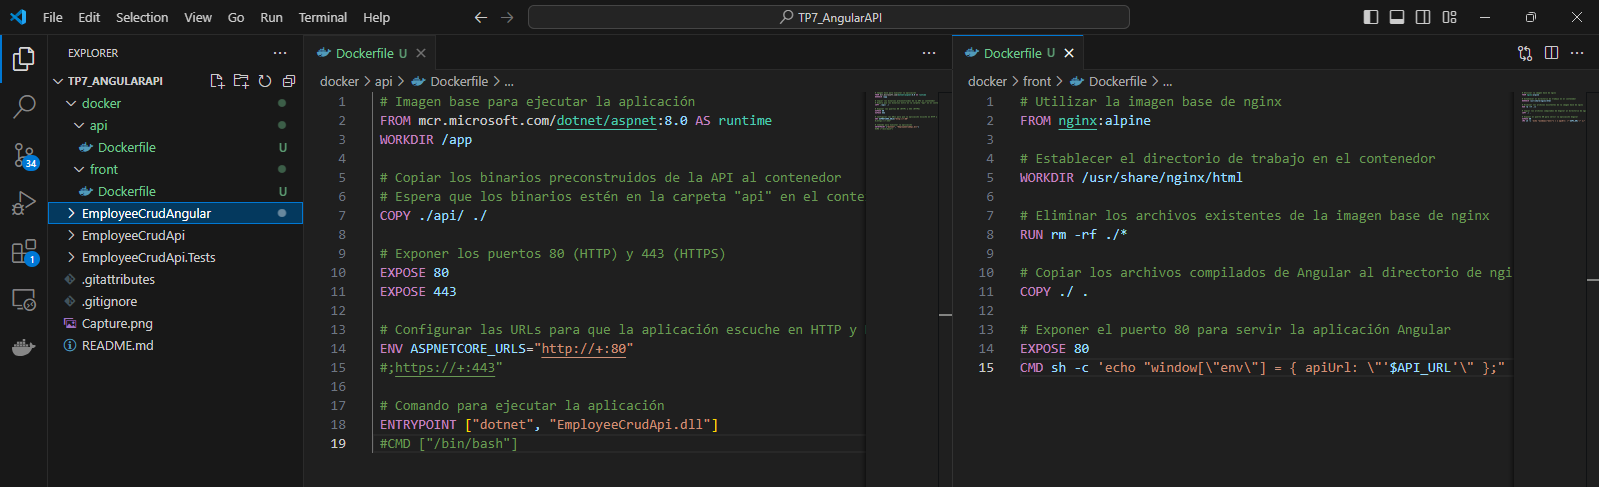 File Edit Selection View Go Run Terminal Help
TP7_AngularAPI
EXPLORER
TP7_ANGULARAPI
docker
api
Dockerfile U
front
Dockerfile U
EmployeeCrudAngular
EmployeeCrudApi
EmployeeCrudApi.Tests
.gitattributes
.gitignore
Capture.png
README.md
34
1
Dockerfile U
docker > api > Dockerfile > ...
1 # Imagen base para ejecutar la aplicación
2 FROM mcr.microsoft.com/dotnet/aspnet:8.0 AS runtime
3 WORKDIR /app
4
5 # Copiar los binarios preconstruidos de la API al contenedor
6 # Espera que los binarios estén en la carpeta "api" en el conte
7 COPY ./api/ ./
8
9 # Exponer los puertos 80 (HTTP) y 443 (HTTPS)
10 EXPOSE 80
11 EXPOSE 443
12
13 # Configurar las URLs para que la aplicación escuche en HTTP y
14 ENV ASPNETCORE_URLS="http://+:80"
15 #;https://+:443"
16
17 # Comando para ejecutar la aplicación
18 ENTRYPOINT ["dotnet", "EmployeeCrudApi.dll"]
19 #CMD ["/bin/bash"]
Dockerfile U
docker > front > Dockerfile > ...
1 # Utilizar la imagen base de nginx
2 FROM nginx:alpine
3
4 # Establecer el directorio de trabajo en el contenedor
5 WORKDIR /usr/share/nginx/html
6
7 # Eliminar los archivos existentes de la imagen base de nginx
8 RUN rm -rf ./*
9
10 # Copiar los archivos compilados de Angular al directorio de ngi
11 COPY ./ .
12
13 # Exponer el puerto 80 para servir la aplicación Angular
14 EXPOSE 80
15 CMD sh -c 'echo "window[\"env\"] = { apiUrl: \"'$API_URL'\" };"